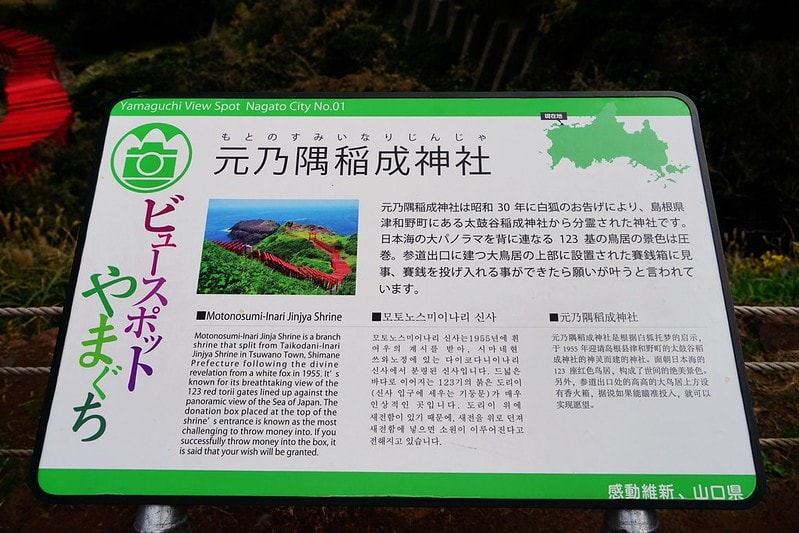 Yamaguchi View Spot Nagato City No.01
もとのすみいなりじんじゃ
元乃隅稲成神社
現在地
ビュースポット
やまぐち
元乃隅稲成神社は昭和 30 年に白狐のお告げにより、島根県
津和野町にある太鼓谷稲成神社から分霊された神社です。
日本海の大パノラマを背に連なる 123 基の鳥居の景色は圧
巻。参道出口に建つ大鳥居の上部に設置された賽銭箱に見
事、賽銭を投げ入れる事ができたら願いが叶うと言われて
います。
■Motonosumi-Inari Jinjya Shrine
Motonosumi-Inari Jinja Shrine is a branch
shrine that split from Taikodani-Inari
Jinjya Shrine in Tsuwano Town, Shimane
Prefecture following the divine
revelation from a white fox in 1955. It's
known for its breathtaking view of the
123 red torii gates lined up against the
panoramic view of the Sea of Japan. The
donation box placed at the top of the
shrine's entrance is known as the most
challenging to throw money into. If you
successfully throw money into the box, it
is said that your wish will be granted.
■모토노스미이나리 신사
모토노스미이나리 신사는1955년에 흰
여우의 계시를 받아, 시마네현
쓰와노정에 있는 다이코다니이나리
신사에서 분령된 신사입니다. 드넓은
바다로 이어지는 123기의 붉은 도리이
(신사 입구에 세우는 기둥문)가 매우
인상적인 곳입니다. 도리이 위에
새전함이 있기 때문에, 새전을 위로 던져
새전함에 넣으면 소원이 이루어진다고
전해지고 있습니다.
■元乃隅稻成神社
元乃隅稻成神社是根据白狐托梦的启示，
于 1955 年迎请岛根县津和野町的太鼓谷稻
成神社的神灵而建的神社。面朝日本海的
123 座红色鸟居，构成了世间的绝美景色。
另外，参道出口处的高高的大鸟居上方设
有香火箱，据说如果能瞄准投入，就可以
实现愿望。
感動維新、山口県